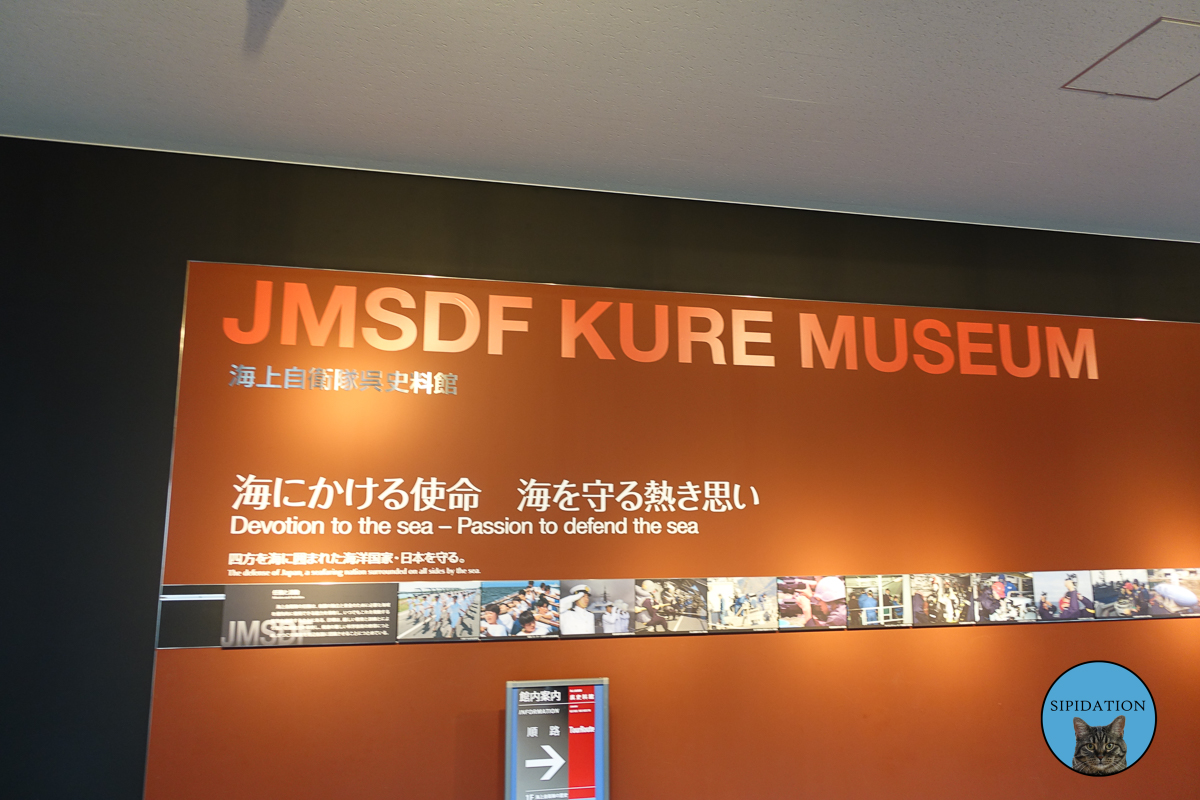 JMSDF KURE MUSEUM
海上自衛隊呉史料館
海にかける使命 海を守る熱き思い
Devotion to the sea – Passion to defend the sea
四方を海に囲まれた海洋国家・日本を守る。
The defense of Japan, a seafaring nation surrounded on all sides by the sea.
JMSDF
館内案内
INFORMATION
順路
TourRoute
1F
SIPIDATION